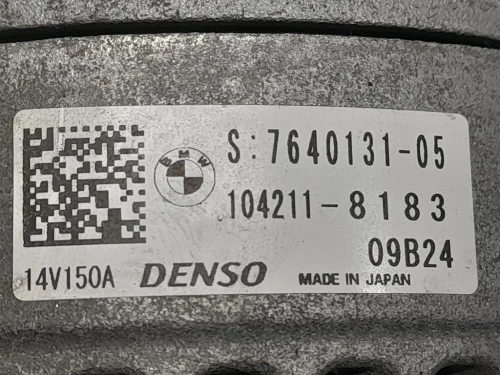 BMW
S:7640131-05
104211-8183
09B24
14V150A DENSO MADE IN JAPAN